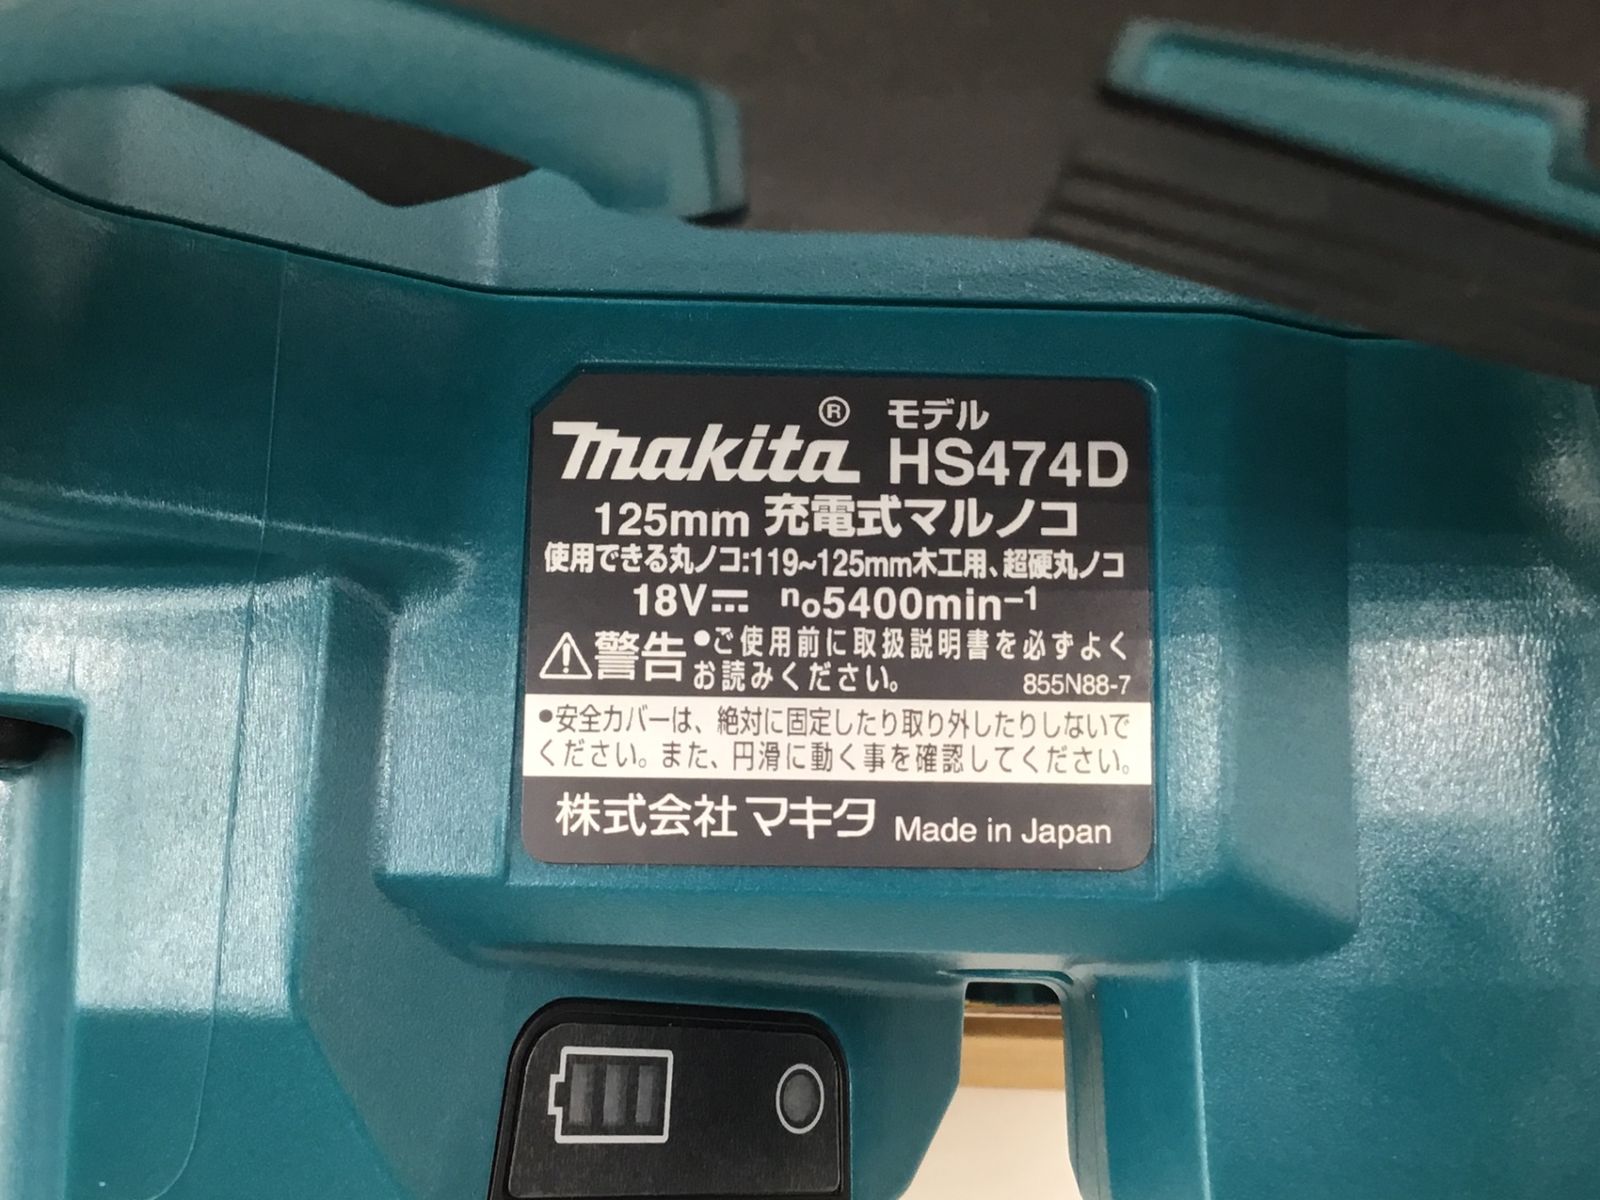 makita® モデル
HS474D
125mm 充電式マルノコ
使用できる丸ノコ:119~125mm木工用、超硬丸ノコ
18V⎓ n₀5400min⁻¹
⚠警告 ●ご使用前に取扱説明書を必ずよく
お読みください。 855N88-7
●安全カバーは、絶対に固定したり取り外したりしないで
ください。また、円滑に動く事を確認してください。
株式会社マキタ Made in Japan